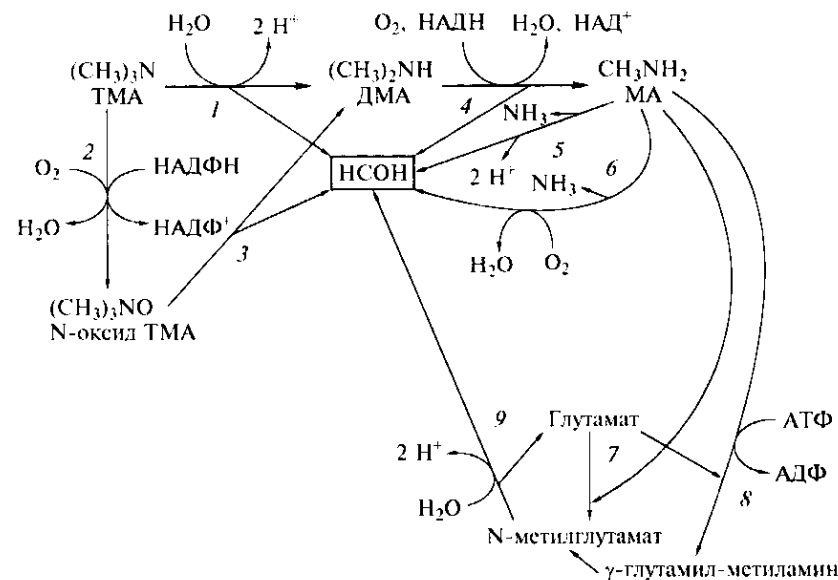 H₂O
2 H⁺
O₂, НАДН
H₂O, НАД⁺
(CH₃)₃N
ТМА
1
(CH₃)₂NH
ДМА
4
CH₃NH₂
МА
NH₃
5
2 H⁺
6
NH₃
HCOH
2
O₂
НАДФН
H₂O
НАДФ⁺
3
H₂O
O₂
(CH₃)₃NO
N-оксид ТМА
9
Глутамат
7
АТФ
2 H⁺
АДФ
H₂O
8
N-метилглутамат
γ-глутамил-метиламин